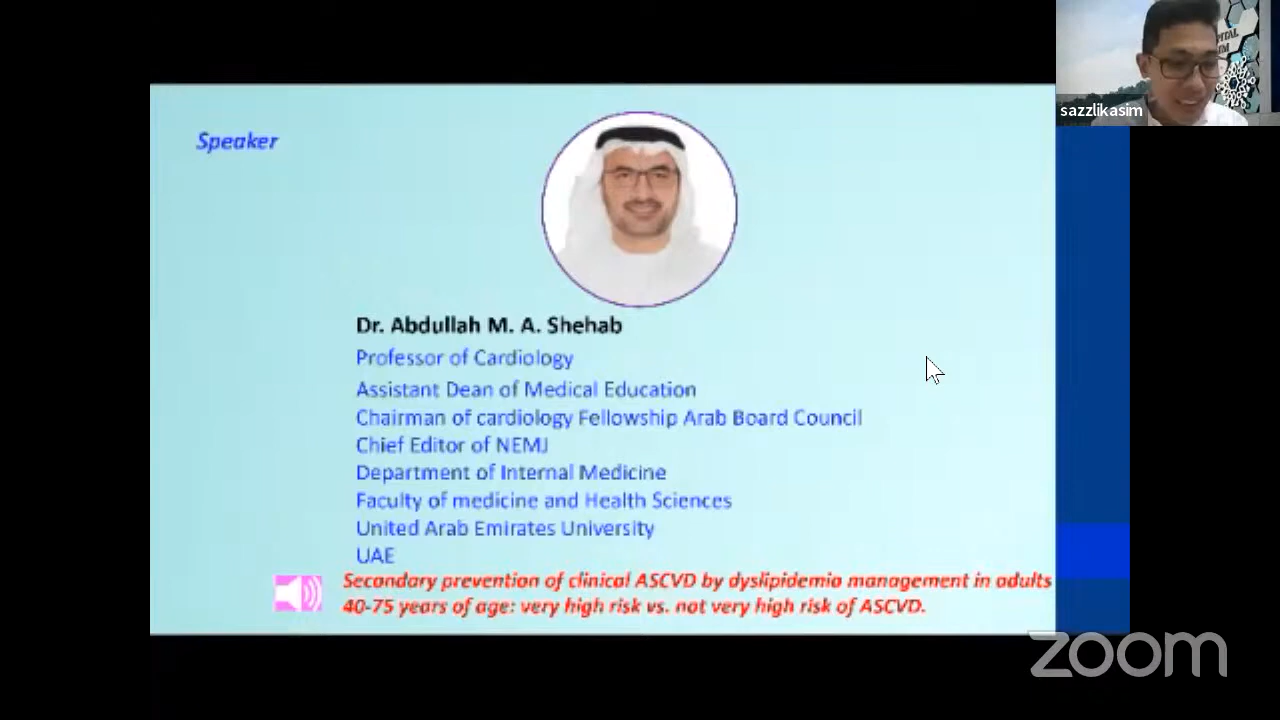 sazzlikasim
Speaker
Dr. Abdullah M. A. Shehab
Professor of Cardiology
Assistant Dean of Medical Education
Chairman of cardiology Fellowship Arab Board Council
Chief Editor of NEMJ
Department of Internal Medicine
Faculty of medicine and Health Sciences
United Arab Emirates University
UAE
Secondary prevention of clinical ASCVD by dyslipidemia management in adults
40-75 years of age: very high risk vs. not very high risk of ASCVD.
zoom